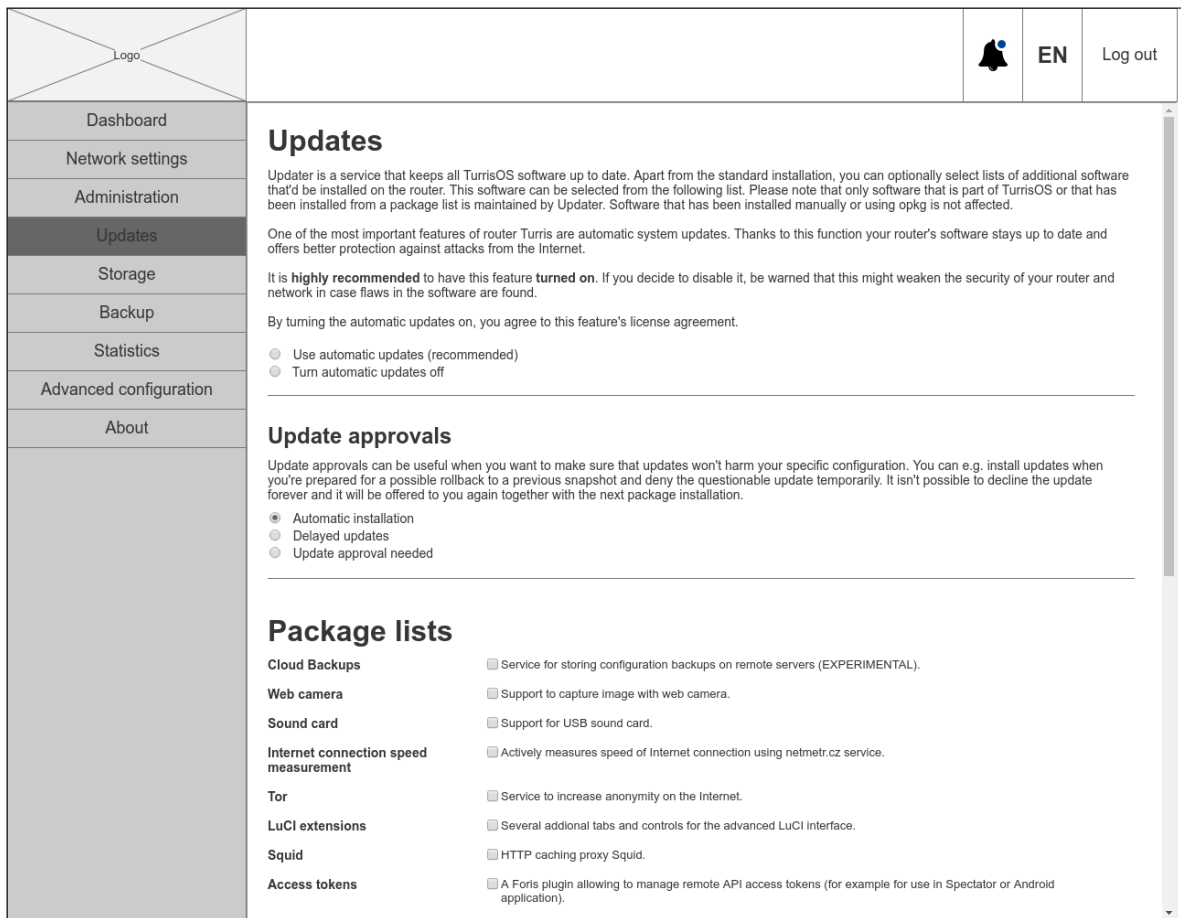 Logo
EN
Log out
Dashboard
Network settings
Administration
Updates
Storage
Backup
Statistics
Advanced configuration
About
Updates
Updater is a service that keeps all TurrisOS software up to date. Apart from the standard installation, you can optionally select lists of additional software
that'd be installed on the router. This software can be selected from the following list. Please note that only software that is part of TurrisOS or that has
been installed from a package list is maintained by Updater. Software that has been installed manually or using opkg is not affected.
One of the most important features of router Turris are automatic system updates. Thanks to this function your router's software stays up to date and
offers better protection against attacks from the Internet.
It is highly recommended to have this feature turned on. If you decide to disable it, be warned that this might weaken the security of your router and
network in case flaws in the software are found.
By turning the automatic updates on, you agree to this feature's license agreement.
Use automatic updates (recommended)
Turn automatic updates off
Update approvals
Update approvals can be useful when you want to make sure that updates won't harm your specific configuration. You can e.g. install updates when
you're prepared for a possible rollback to a previous snapshot and deny the questionable update temporarily. It isn't possible to decline the update
forever and it will be offered to you again together with the next package installation.
Automatic installation
Delayed updates
Update approval needed
Package lists
Cloud Backups Service for storing configuration backups on remote servers (EXPERIMENTAL).
Web camera Support to capture image with web camera.
Sound card Support for USB sound card.
Internet connection speed Actively measures speed of Internet connection using netmetr.cz service.
measurement
Tor Service to increase anonymity on the Internet.
LuCI extensions Several addional tabs and controls for the advanced LuCI interface.
Squid HTTP caching proxy Squid.
Access tokens A Foris plugin allowing to manage remote API access tokens (for example for use in Spectator or Android
application).